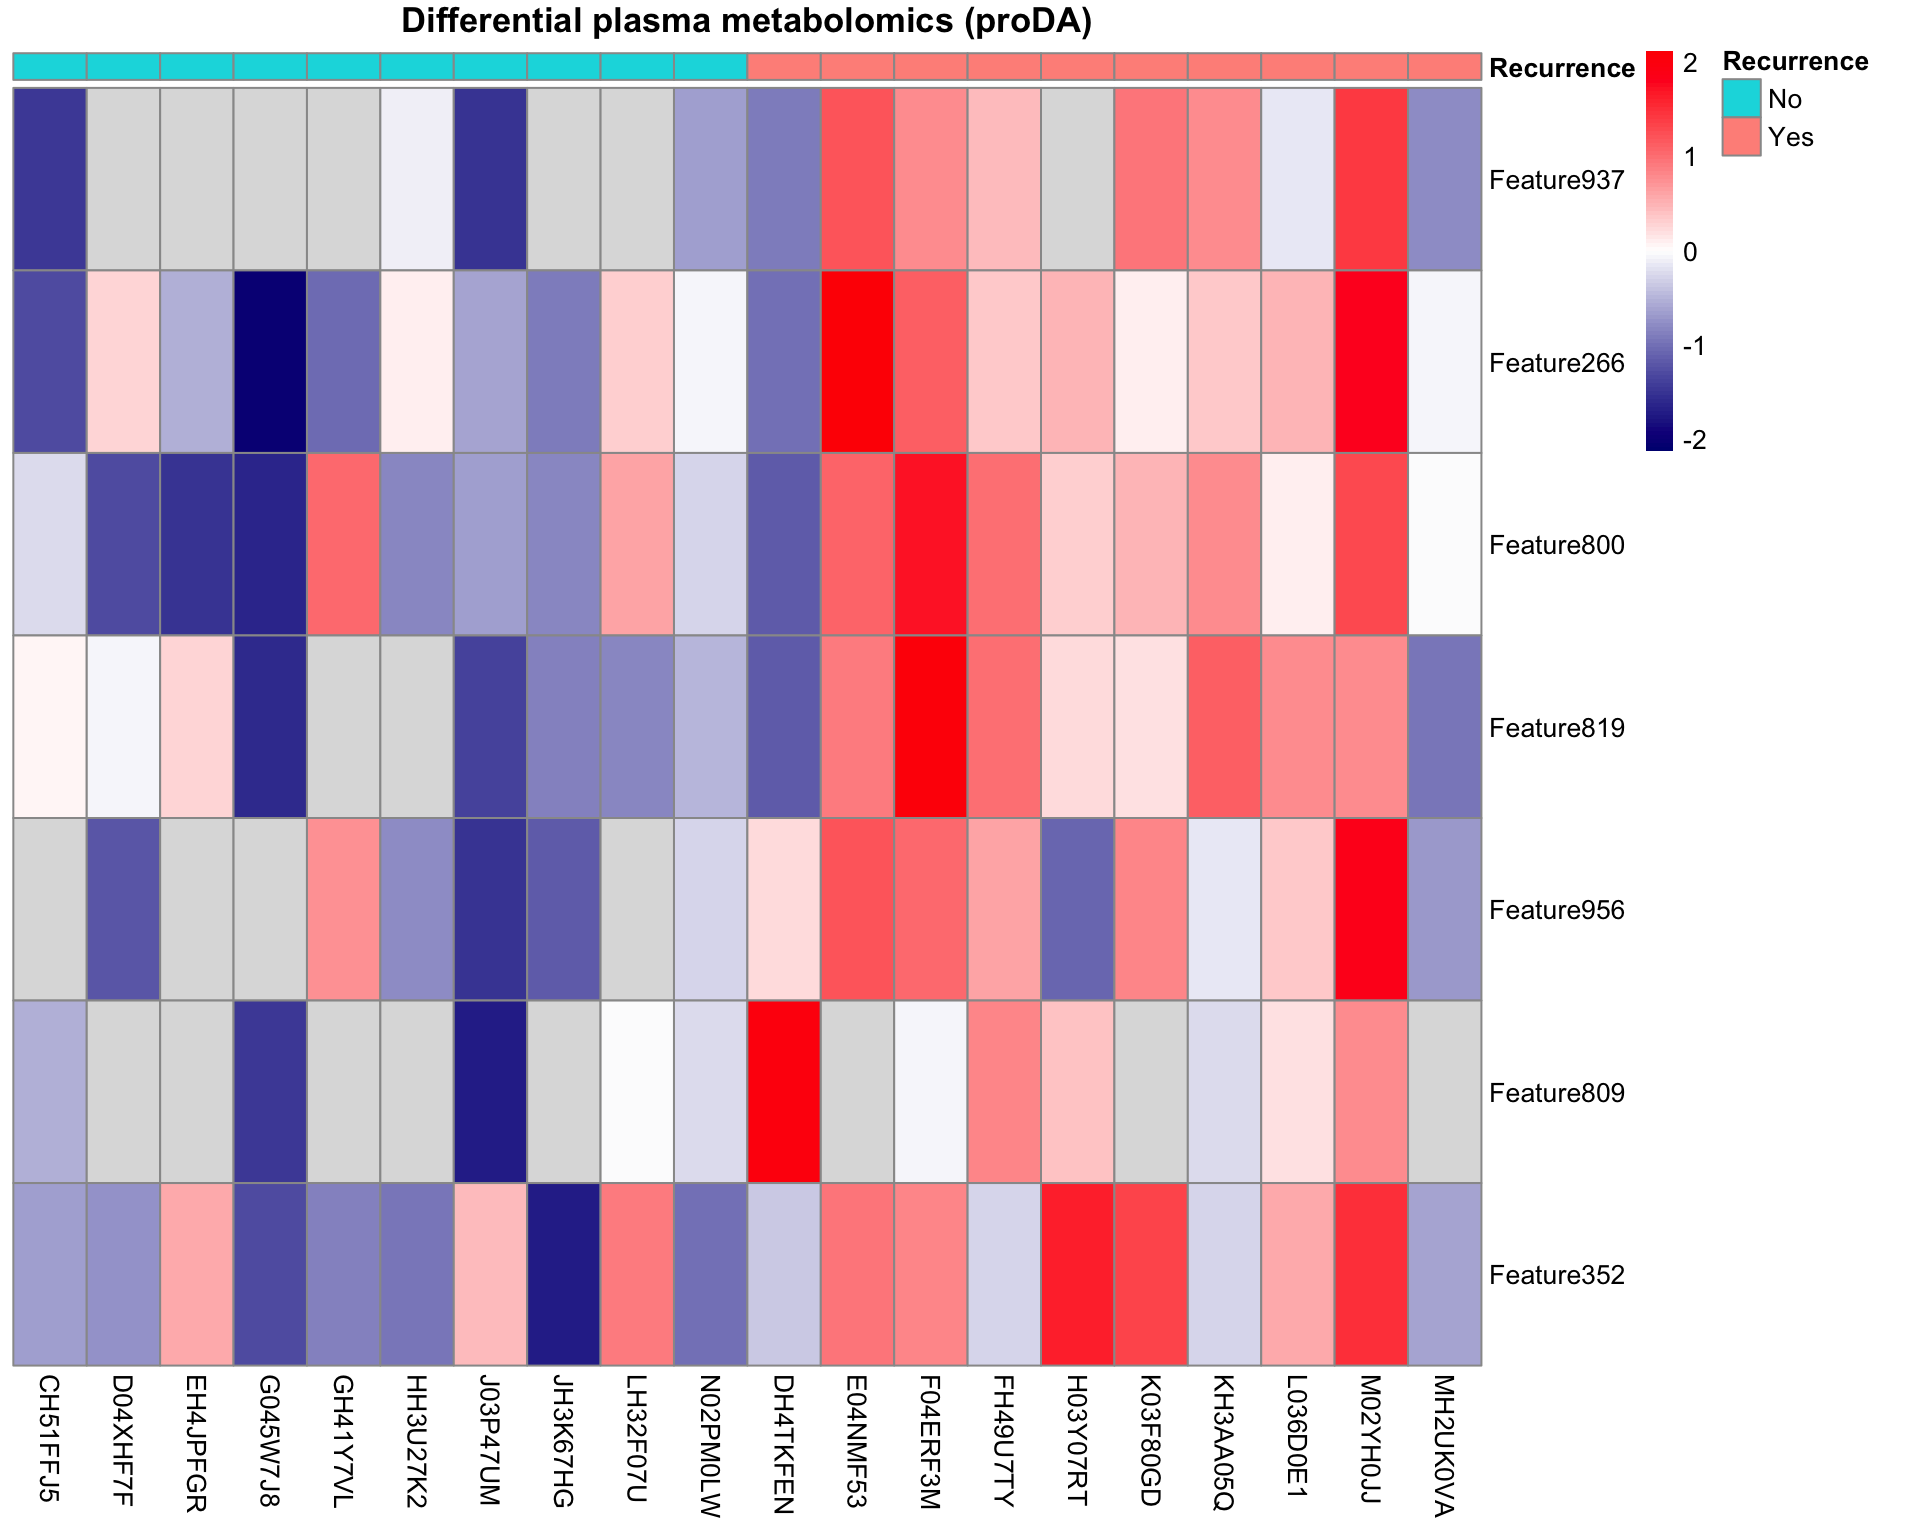 Differential plasma metabolomics (proDA)
Recurrence
Feature937
Feature266
Feature800
Feature819
Feature956
Feature809
Feature352
CH51FFJ5
D04XHF7F
EH4JPFGR
G045W7J8
GH41Y7VL
HH3U27K2
J03P47UM
JH3K67HG
LH32F07U
N02PM0LW
DH4TKFEN
E04NMF53
F04ERF3M
FH49U7TY
H03Y07RT
K03F80GD
KH3AA05Q
L036D0E1
M02YH0JJ
MH2UK0VA
2
1
0
-1
-2
Recurrence
No
Yes